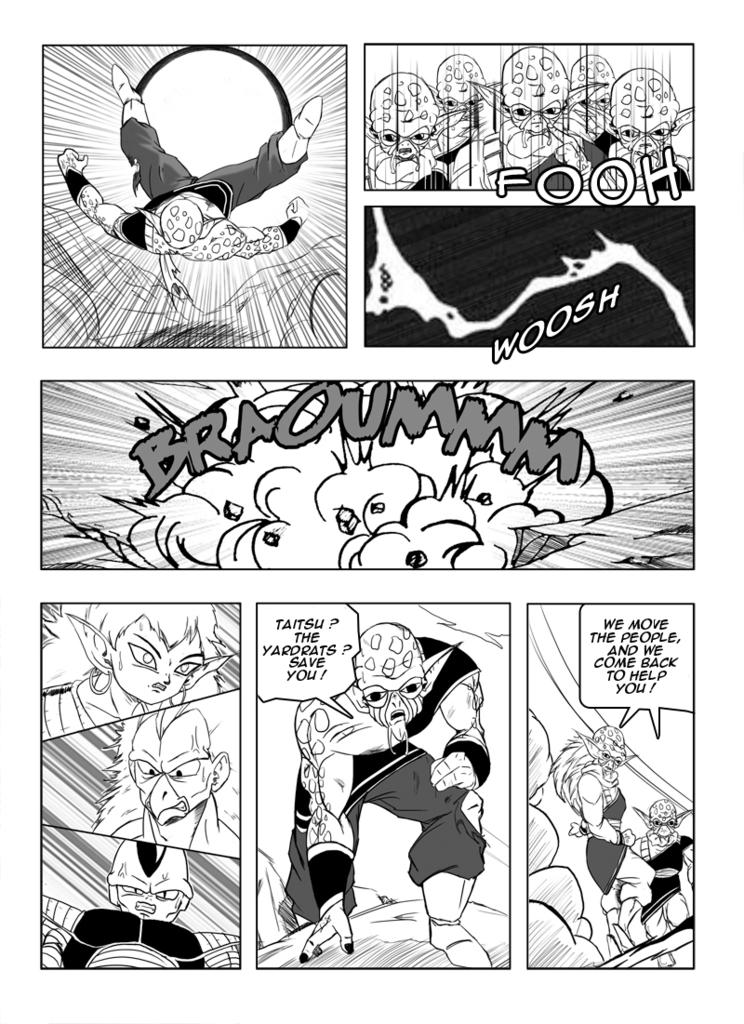 FOOH
WOOSH
BRAOUMMM
TAITSU ?
THE
YARDRATS ?
SAVE
YOU !
WE MOVE
THE PEOPLE,
AND WE
COME BACK
TO HELP
YOU !